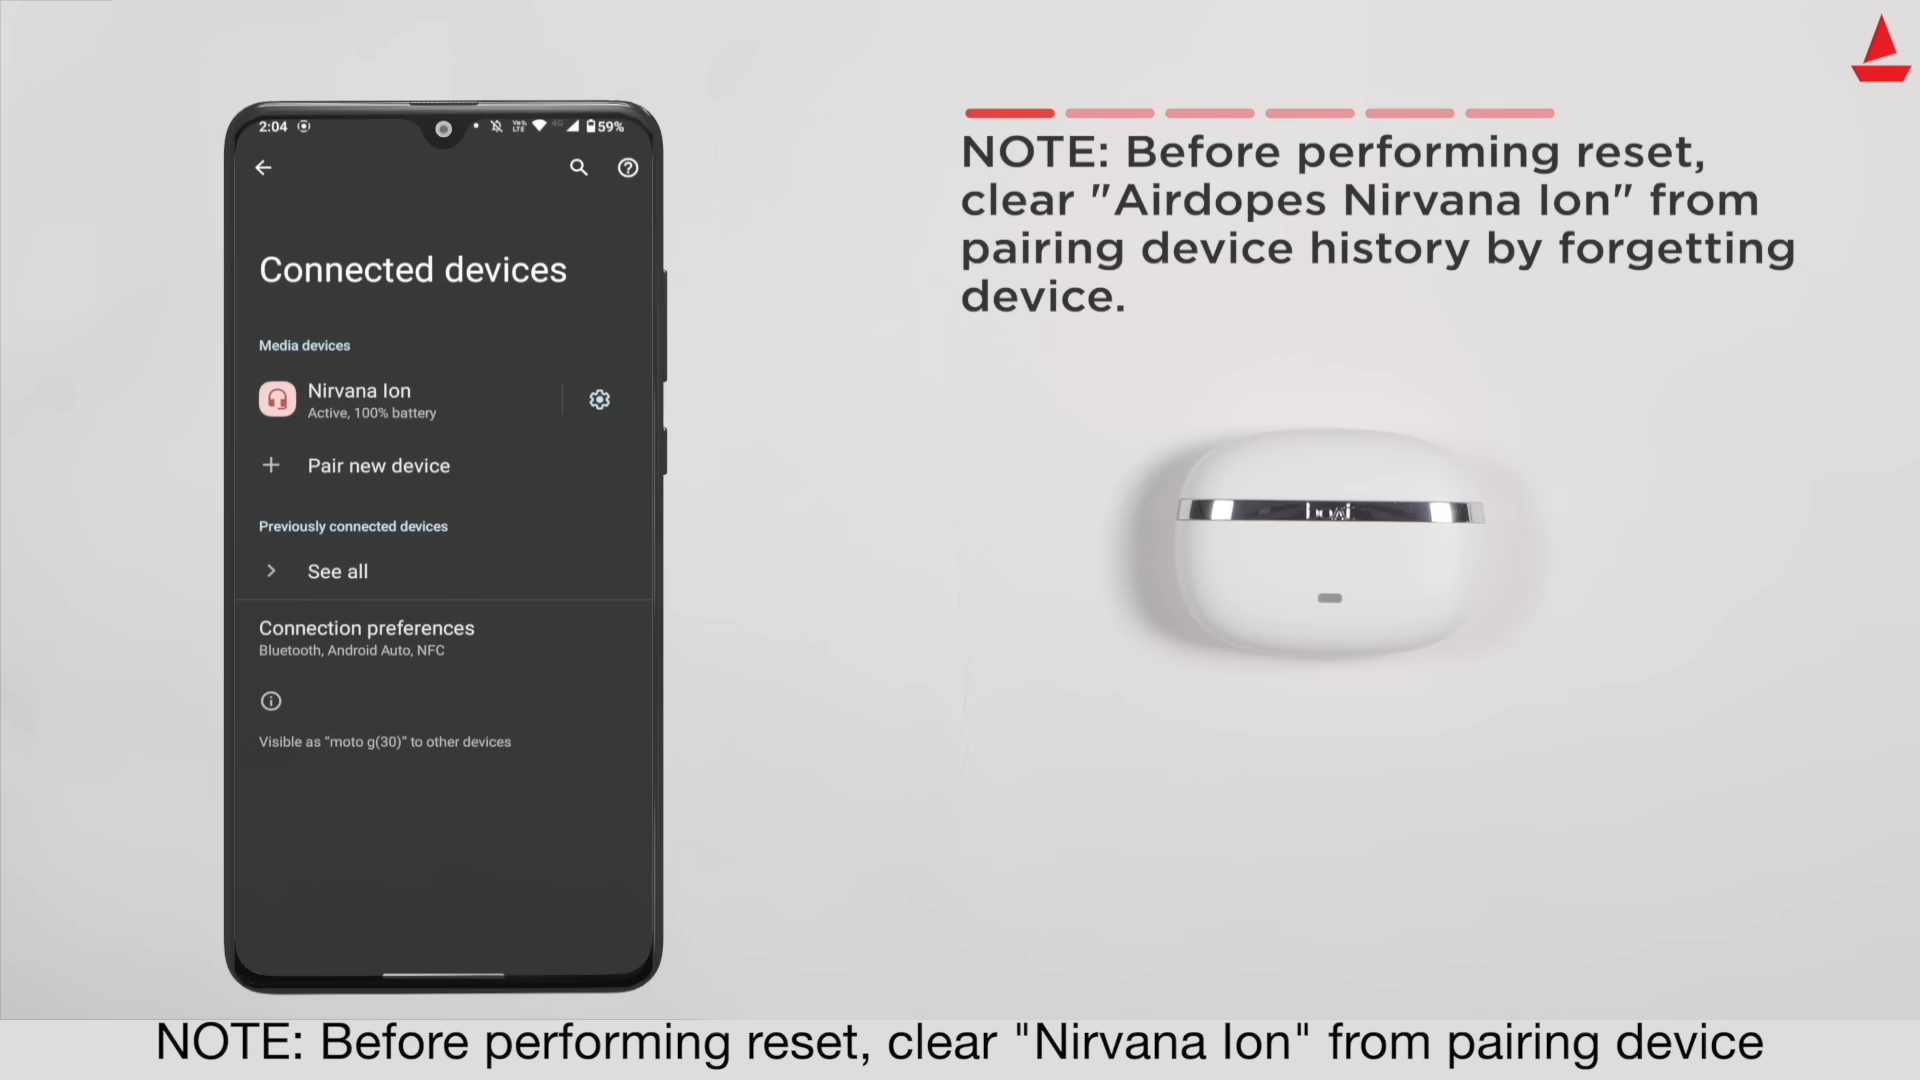 2:04
59%
Connected devices
Media devices
Nirvana Ion
Active, 100% battery
Pair new device
Previously connected devices
See all
Connection preferences
Bluetooth, Android Auto, NFC
Visible as “moto g(30)” to other devices
NOTE: Before performing reset,
clear "Airdopes Nirvana Ion" from
pairing device history by forgetting
device.
boAt
NOTE: Before performing reset, clear "Nirvana Ion" from pairing device